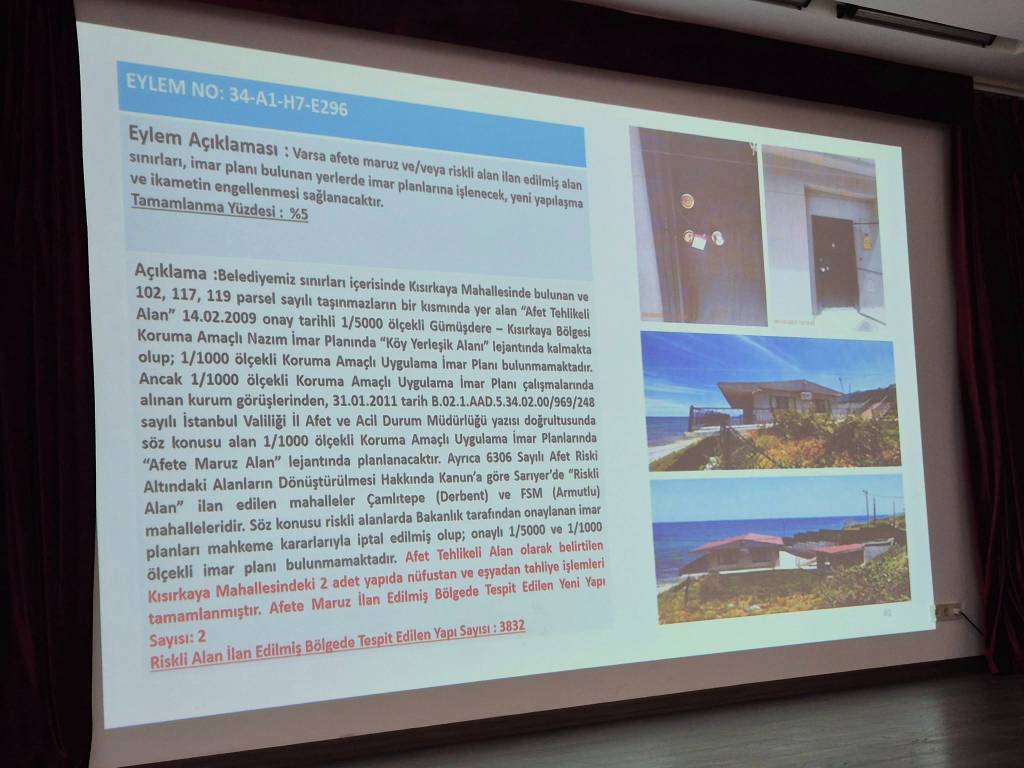 EYLEM NO: 34-A1-H7-E296
Eylem Açıklaması : Varsa afete maruz ve/veya riskli alan ilan edilmiş alan
sınırları, imar planı bulunan yerlerde imar planlarına işlenecek, yeni yapılaşma
ve ikametin engellenmesi sağlanacaktır.
Tamamlanma Yüzdesi : %5
Açıklama :Belediyemiz sınırları içerisinde Kısırkaya Mahallesinde bulunan ve
102, 117, 119 parsel sayılı taşınmazların bir kısmında yer alan “Afet Tehlikeli
Alan” 14.02.2009 onay tarihli 1/5000 ölçekli Gümüşdere – Kısırkaya Bölgesi
Koruma Amaçlı Nazım İmar Planında “Köy Yerleşik Alanı” lejantında kalmakta
olup; 1/1000 ölçekli Koruma Amaçlı Uygulama İmar Planı bulunmamaktadır.
Ancak 1/1000 ölçekli Koruma Amaçlı Uygulama İmar Planı çalışmalarında
alınan kurum görüşlerinden, 31.01.2011 tarih B.02.1.AAD.5.34.02.00/969/248
sayılı İstanbul Valiliği İl Afet ve Acil Durum Müdürlüğü yazısı doğrultusunda
söz konusu alan 1/1000 ölçekli Koruma Amaçlı Uygulama İmar Planlarında
“Afete Maruz Alan” lejantında planlanacaktır. Ayrıca 6306 Sayılı Afet Riski
Altındaki Alanların Dönüştürülmesi Hakkında Kanun’a göre Sarıyer’de “Riskli
Alan” ilan edilen mahalleler Çamlıtepe (Derbent) ve FSM (Armutlu)
mahalleleridir. Söz konusu riskli alanlarda Bakanlık tarafından onaylanan imar
planları mahkeme kararlarıyla iptal edilmiş olup; onaylı 1/5000 ve 1/1000
ölçekli imar planı bulunmamaktadır. Afet Tehlikeli Alan olarak belirtilen
Kısırkaya Mahallesindeki 2 adet yapıda nüfustan ve eşyadan tahliye işlemleri
tamamlanmıştır. Afete Maruz İlan Edilmiş Bölgede Tespit Edilen Yeni Yapı
Sayısı: 2
Riskli Alan İlan Edilmiş Bölgede Tespit Edilen Yapı Sayısı : 3832